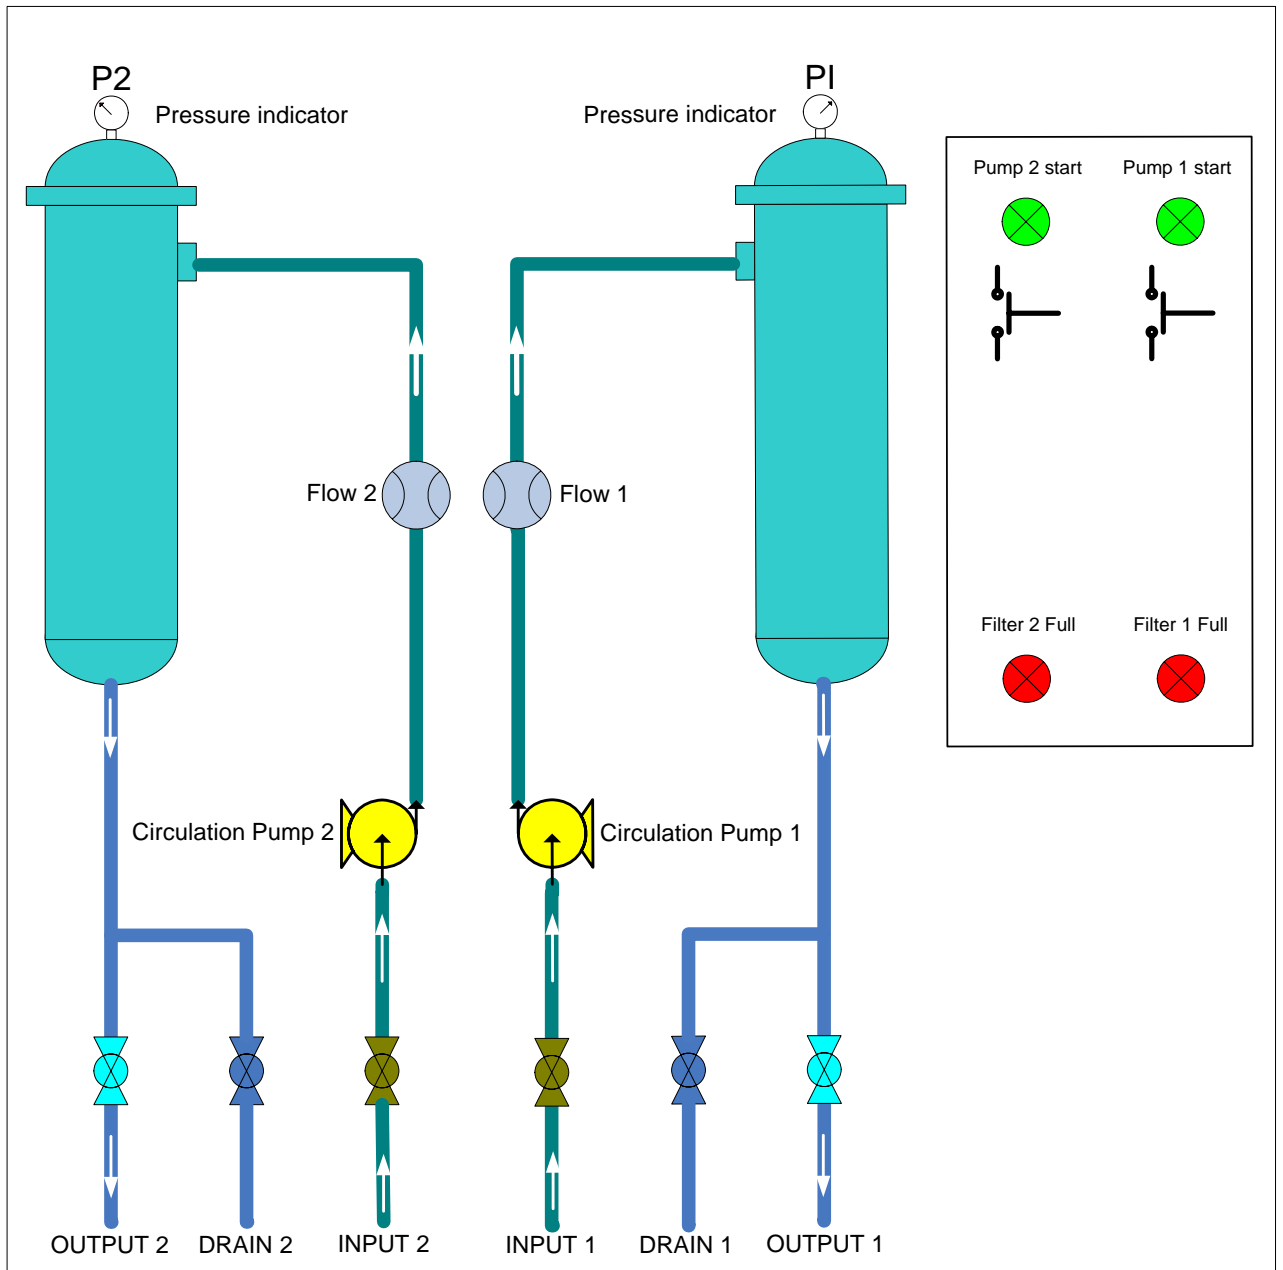 P2
PI
Pressure indicator
Pressure indicator
Pump 2 start
Pump 1 start
Flow 2
Flow 1
Filter 2 Full
Filter 1 Full
Circulation Pump 2
Circulation Pump 1
OUTPUT 2
DRAIN 2
INPUT 2
INPUT 1
DRAIN 1
OUTPUT 1